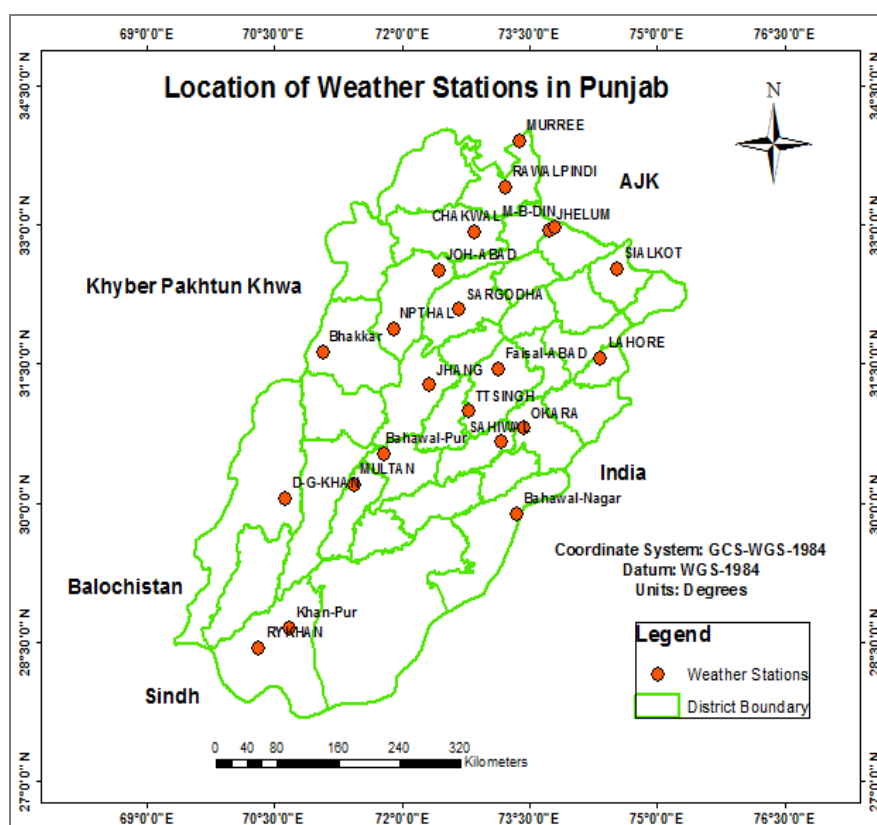 69°0'0"E 70°30'0"E 72°0'0"E 73°30'0"E 75°0'0"E 76°30'0"E
Location of Weather Stations in Punjab
N
34°30'0"N
33°0'0"N
31°30'0"N
30°0'0"N
28°30'0"N
27°0'0"N
34°30'0"N
33°0'0"N
31°30'0"N
30°0'0"N
28°30'0"N
27°0'0"N
MURREE
RAWALPINDI
AJK
CHAKWAL
M-B-DIN
JHELUM
JOH-ABAD
SIALKOT
Khyber Pakhtun Khwa
SARGODHA
NPTHAL
Bhakkar
Faisal-ABAD
LAHORE
JHANG
TTSINGH
OKARA
SAHIWAL
Bahawal-Pur
MULTAN
India
D-G-KHAN
Bahawal-Nagar
Coordinate System: GCS-WGS-1984
Datum: WGS-1984
Units: Degrees
Balochistan
Khan-Pur
RYKHAN
Sindh
Legend
Weather Stations
District Boundary
0 40 80 160 240 320
Kilometers
69°0'0"E 70°30'0"E 72°0'0"E 73°30'0"E 75°0'0"E 76°30'0"E